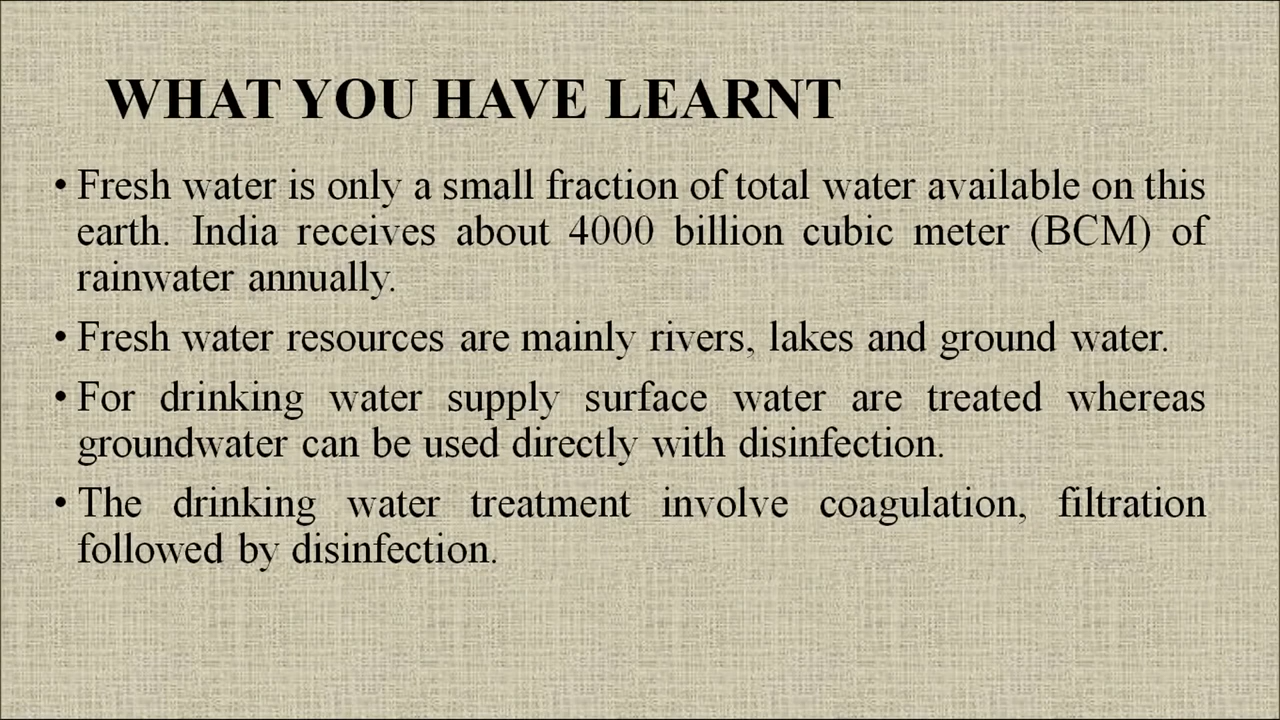 WHAT YOU HAVE LEARNT
• Fresh water is only a small fraction of total water available on this
earth. India receives about 4000 billion cubic meter (BCM) of
rainwater annually.
• Fresh water resources are mainly rivers, lakes and ground water.
• For drinking water supply surface water are treated whereas
groundwater can be used directly with disinfection.
• The drinking water treatment involve coagulation, filtration
followed by disinfection.